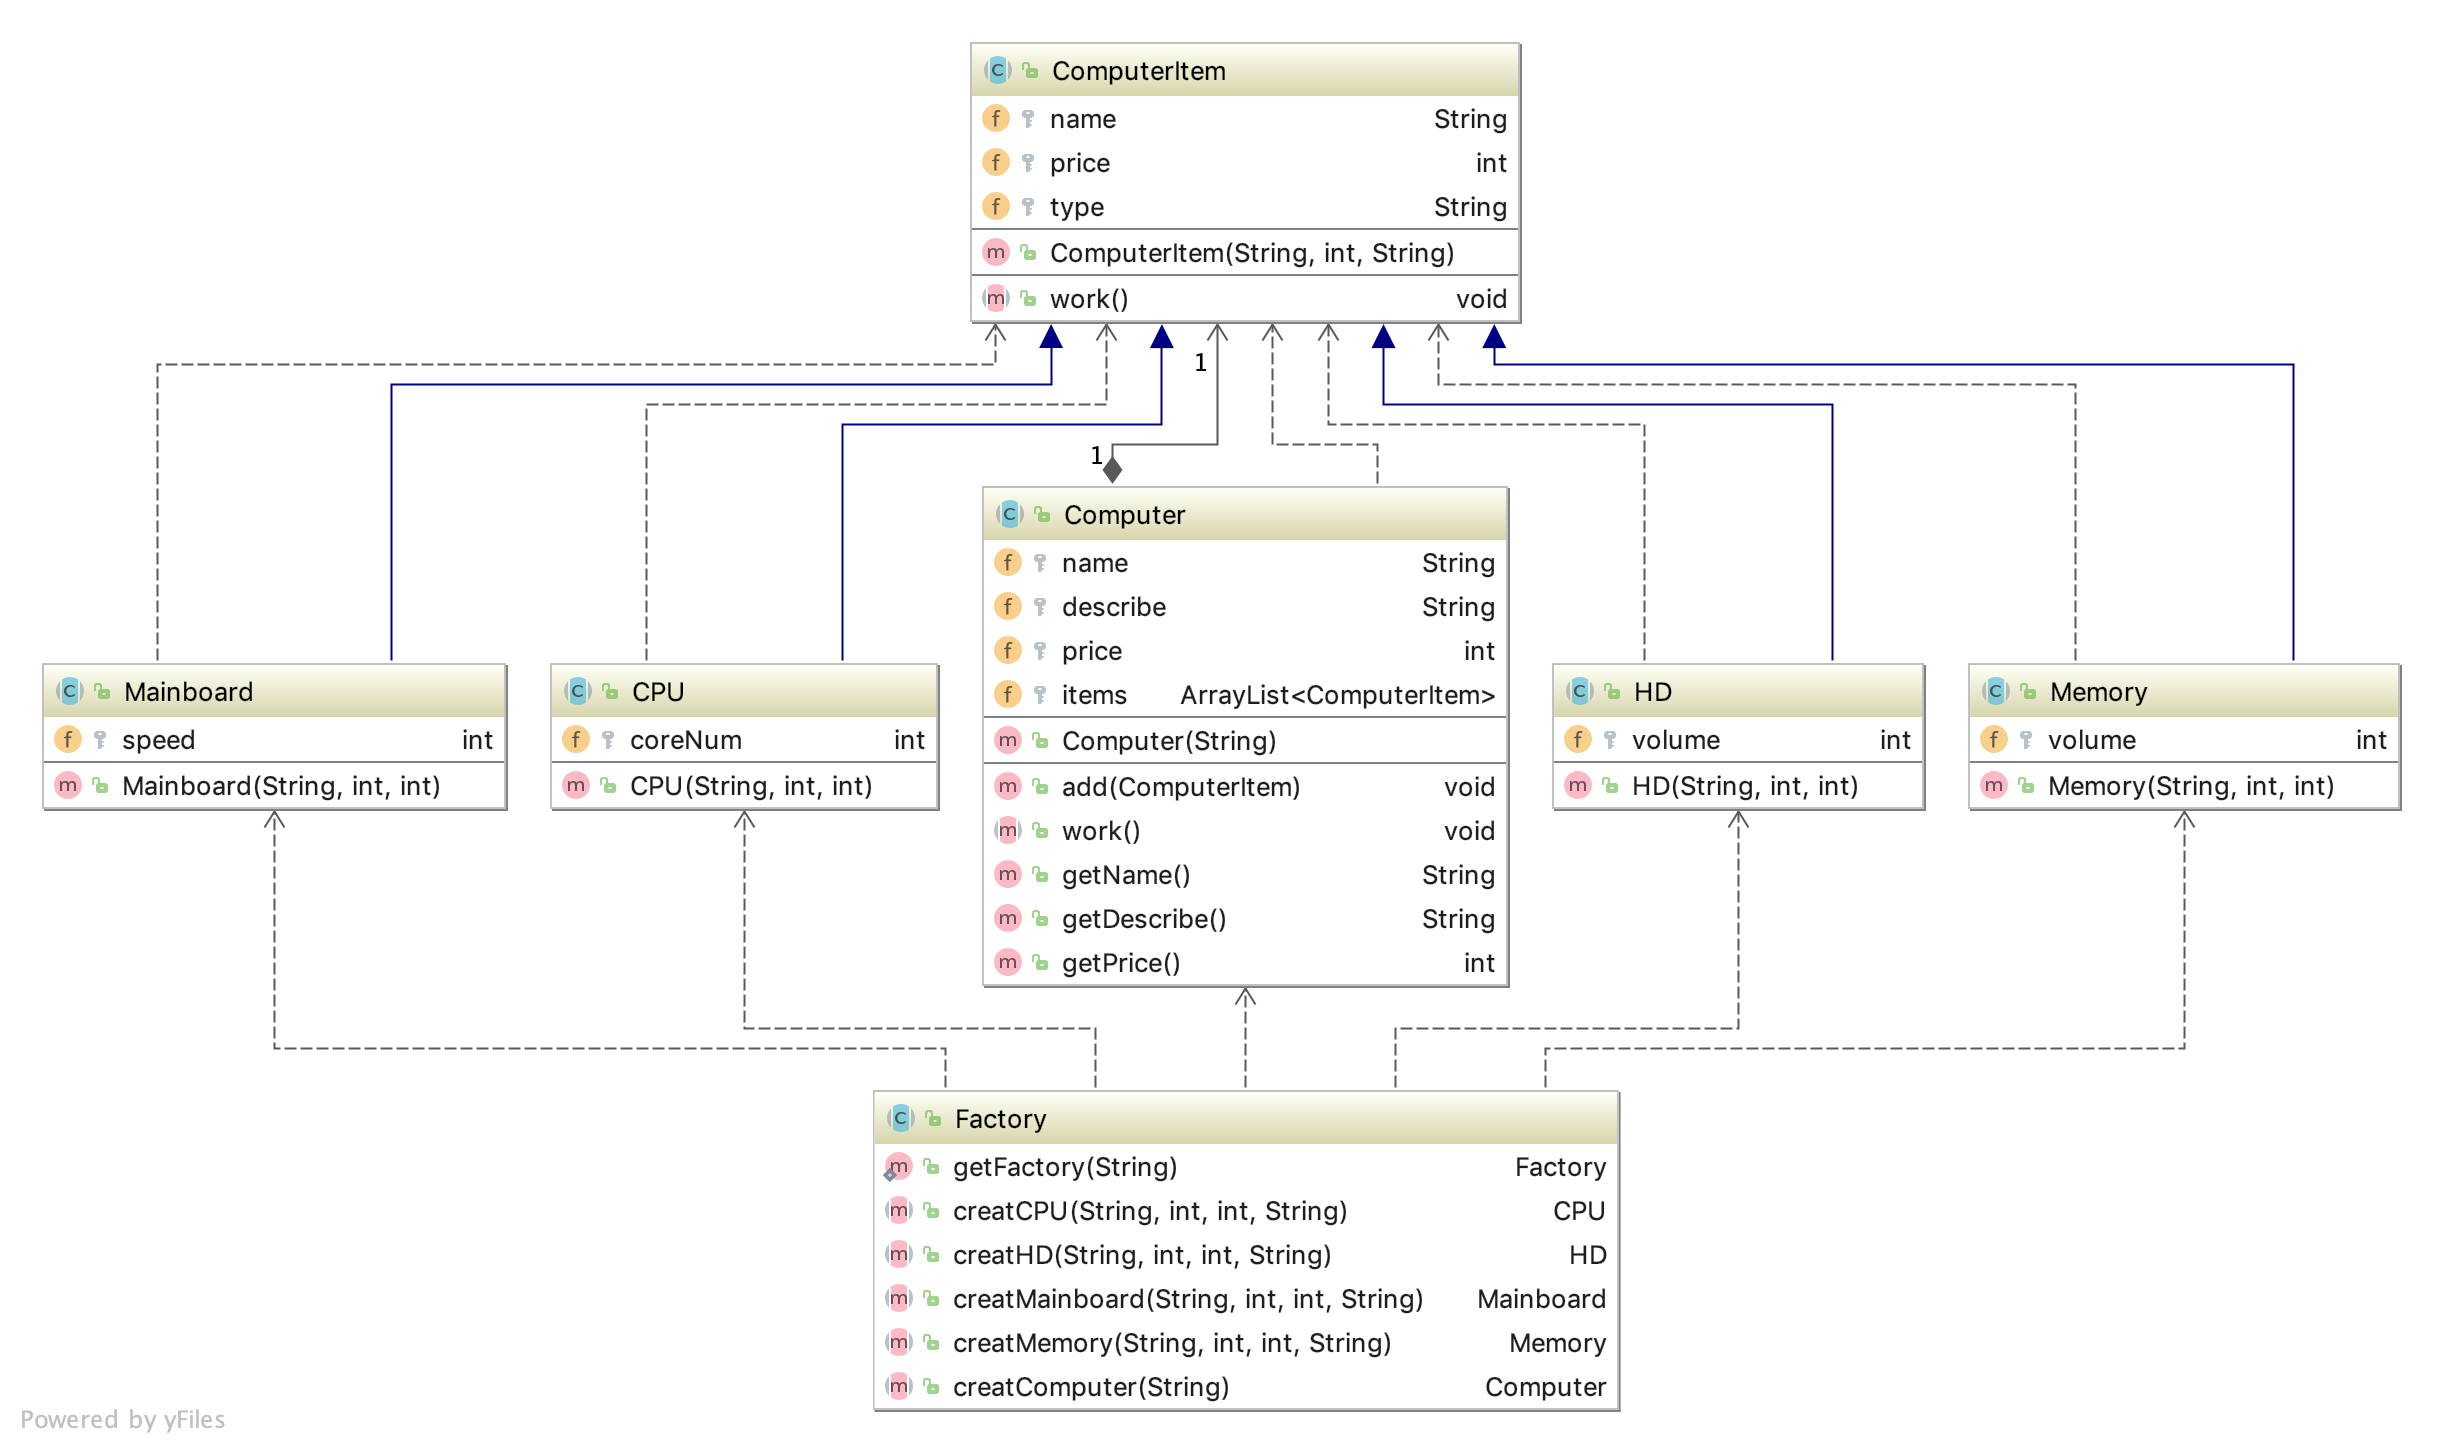 ComputerItem
name String
price int
type String
ComputerItem(String, int, String)
work() void
1
1
Computer
name String
describe String
price int
items ArrayList<ComputerItem>
Computer(String)
add(ComputerItem) void
work() void
getName() String
getDescribe() String
getPrice() int
Mainboard
speed int
Mainboard(String, int, int)
CPU
coreNum int
CPU(String, int, int)
HD
volume int
HD(String, int, int)
Memory
volume int
Memory(String, int, int)
Factory
getFactory(String) Factory
creatCPU(String, int, int, String) CPU
creatHD(String, int, int, String) HD
creatMainboard(String, int, int, String) Mainboard
creatMemory(String, int, int, String) Memory
creatComputer(String) Computer
Powered by yFiles